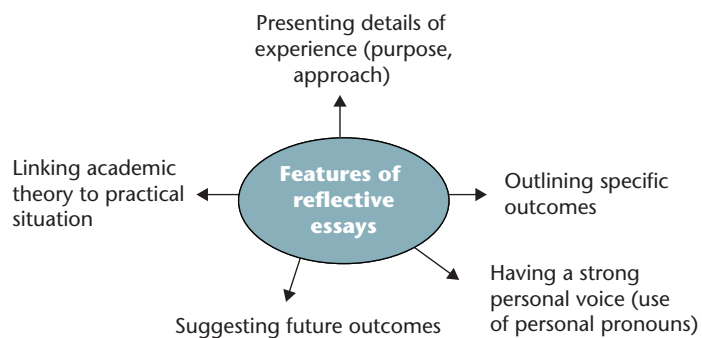 Presenting details of
experience (purpose,
approach)
Linking academic
theory to practical
situation
Features of
reflective
essays
Outlining specific
outcomes
Having a strong
personal voice (use
of personal pronouns)
Suggesting future outcomes